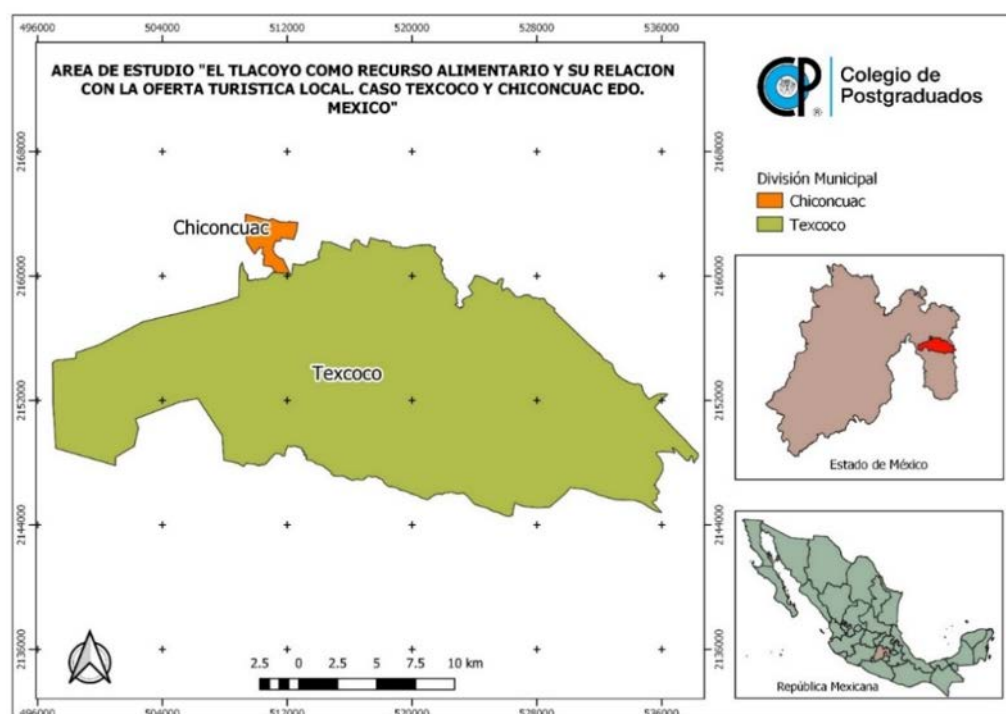 496000 504000 512000 520000 528000 536000
AREA DE ESTUDIO "EL TLACOYO COMO RECURSO ALIMENTARIO Y SU RELACION
CON LA OFERTA TURISTICA LOCAL. CASO TEXCOCO Y CHICONCUAC EDO.
MEXICO"
2168000 2168000
Chiconcuac
2160000 2160000
Texcoco
2152000 2152000
2144000 2144000
2136000 2136000
2.5 0 2.5 5 7.5 10 km
496000 504000 512000 520000 528000 536000
CP ®
Colegio de
Postgraduados
División Municipal
Chiconcuac
Texcoco
Estado de México
República Mexicana